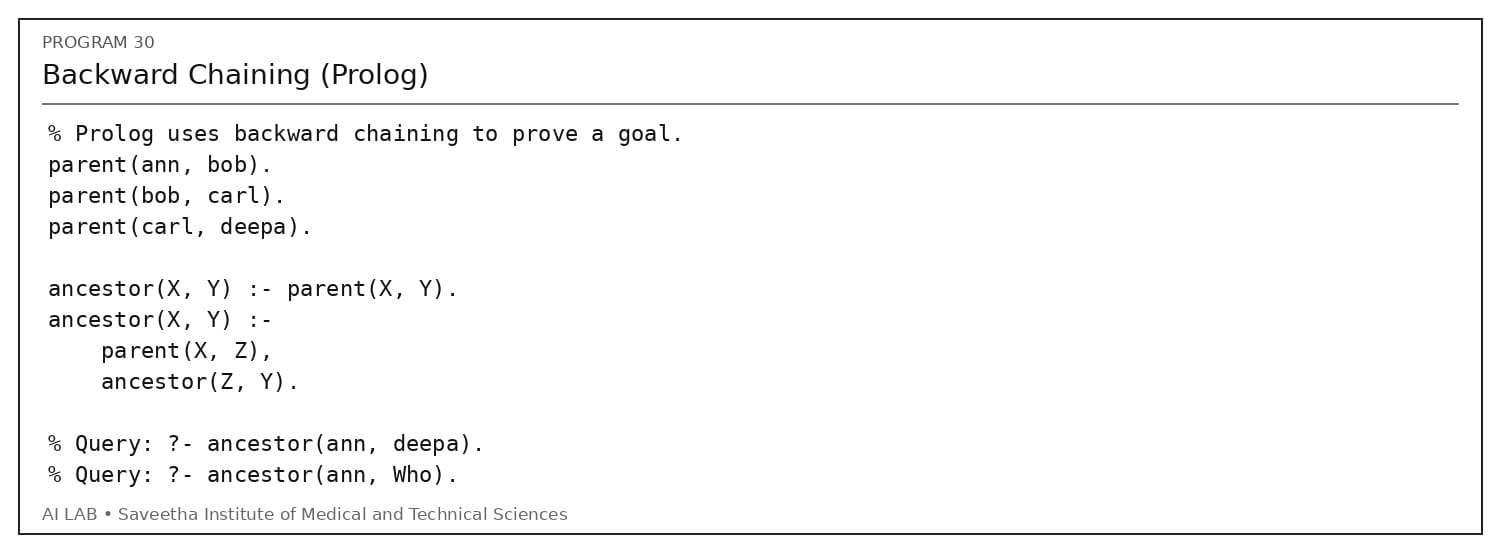 PROGRAM 30
Backward Chaining (Prolog)
% Prolog uses backward chaining to prove a goal.
parent(ann, bob).
parent(bob, carl).
parent(carl, deepa).
ancestor(X, Y) :- parent(X, Y).
ancestor(X, Y) :-
    parent(X, Z),
    ancestor(Z, Y).
% Query: ?- ancestor(ann, deepa).
% Query: ?- ancestor(ann, Who).
AI LAB • Saveetha Institute of Medical and Technical Sciences